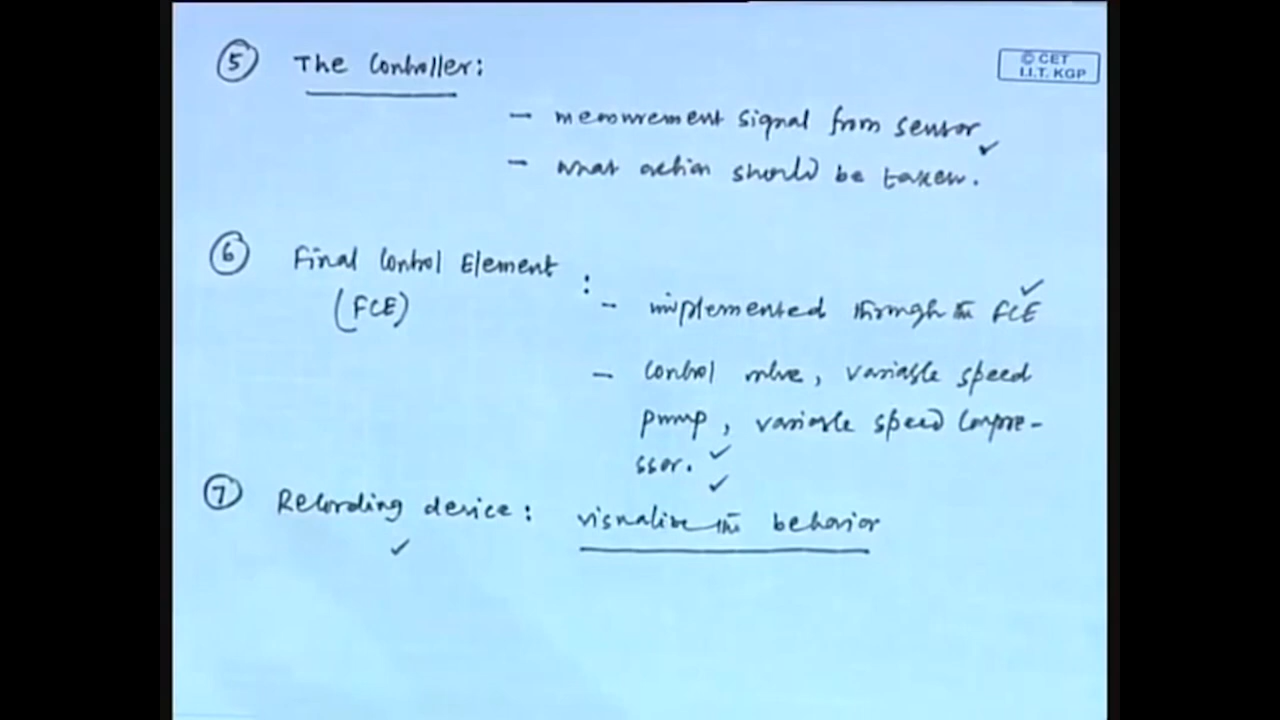 5 The Controller:
© CET
I.I.T. KGP
- measurement signal from sensor
- what action should be taken.
6 Final Control Element :
(FCE)
- implemented through the FCE
- control valve, variable speed
pump, variable speed compre-
ssor.
7 Recording device: visualize the behavior